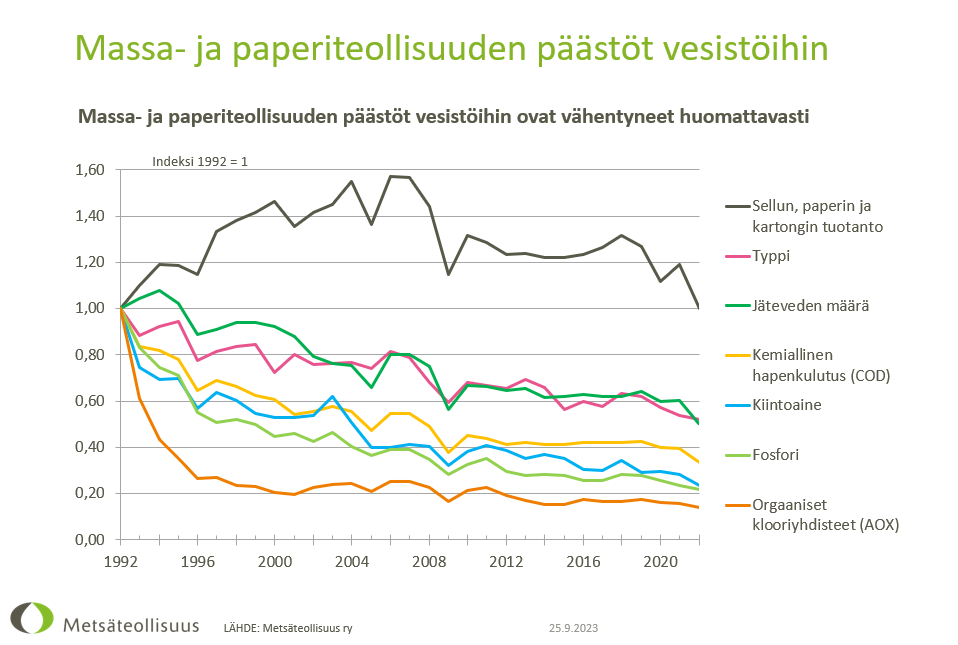 Massa- ja paperiteollisuuden päästöt vesistöihin
Massa- ja paperiteollisuuden päästöt vesistöihin ovat vähentyneet huomattavasti
Indeksi 1992 = 1
1,60
1,40
1,20
1,00
0,80
0,60
0,40
0,20
0,00
1992 1996 2000 2004 2008 2012 2016 2020
Sellun, paperin ja
kartongin tuotanto
Typpi
Jäteveden määrä
Kemiallinen
hapenkulutus (COD)
Kiintoaine
Fosfori
Orgaaniset
klooriyhdisteet (AOX)
Metsäteollisuus
LÄHDE: Metsäteollisuus ry
25.9.2023